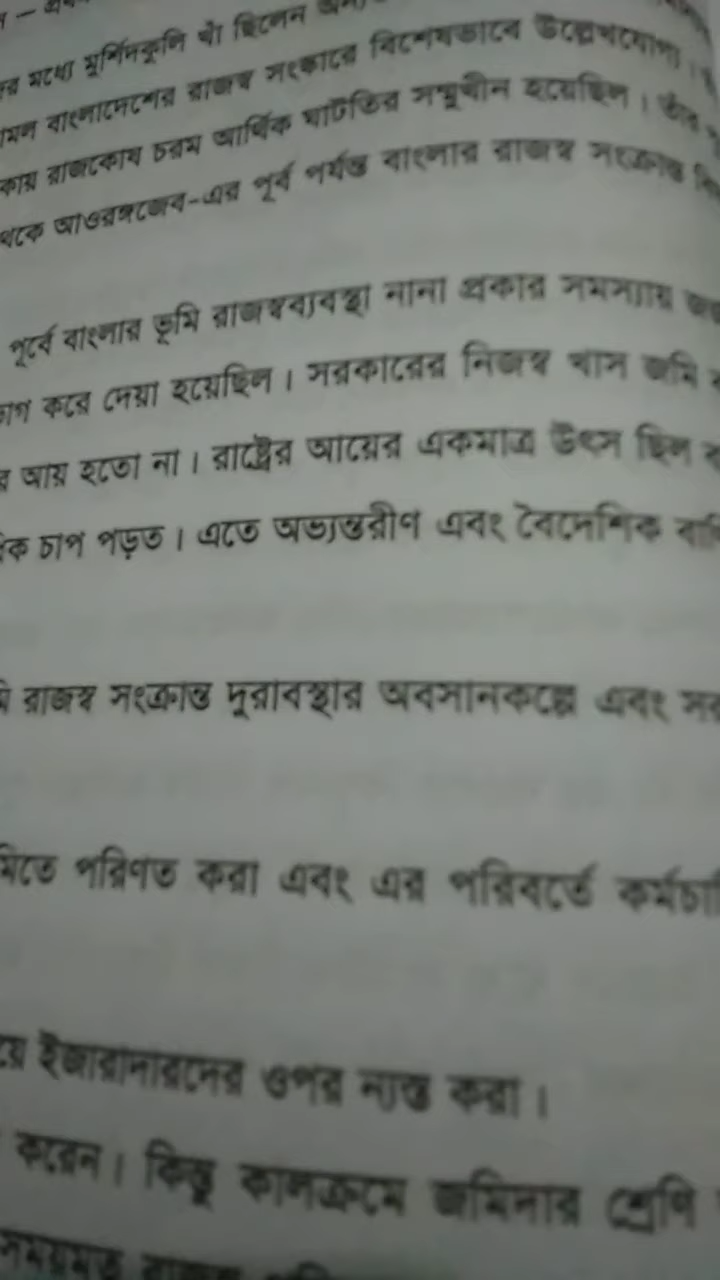 মধ্যে মুর্শিদকুলি খাঁ ছিলেন
বাংলাদেশের রাজস্ব সংস্কারে বিশেষভাবে উল্লেখযোগ্য।
রাজকোষ চরম আর্থিক ঘাটতির সম্মুখীন হয়েছিল। তাঁর
থেকে আওরঙ্গজেব-এর পূর্ব পর্যন্ত বাংলার রাজস্ব সংক্রান্ত
পূর্বে বাংলার ভূমি রাজস্বব্যবস্থা নানা প্রকার সমস্যায়
করে দেয়া হয়েছিল। সরকারের নিজস্ব খাস জমি
আয় হতো না। রাষ্ট্রের আয়ের একমাত্র উৎস ছিল
চাপ পড়ত। এতে অভ্যন্তরীণ এবং বৈদেশিক
রাজস্ব সংক্রান্ত দুরাবস্থার অবসানকল্পে এবং
পরিণত করা এবং এর পরিবর্তে
ইজারাদারদের ওপর ন্যস্ত করা।
করেন। কিন্তু কালক্রমে জমিদার শ্রেণি